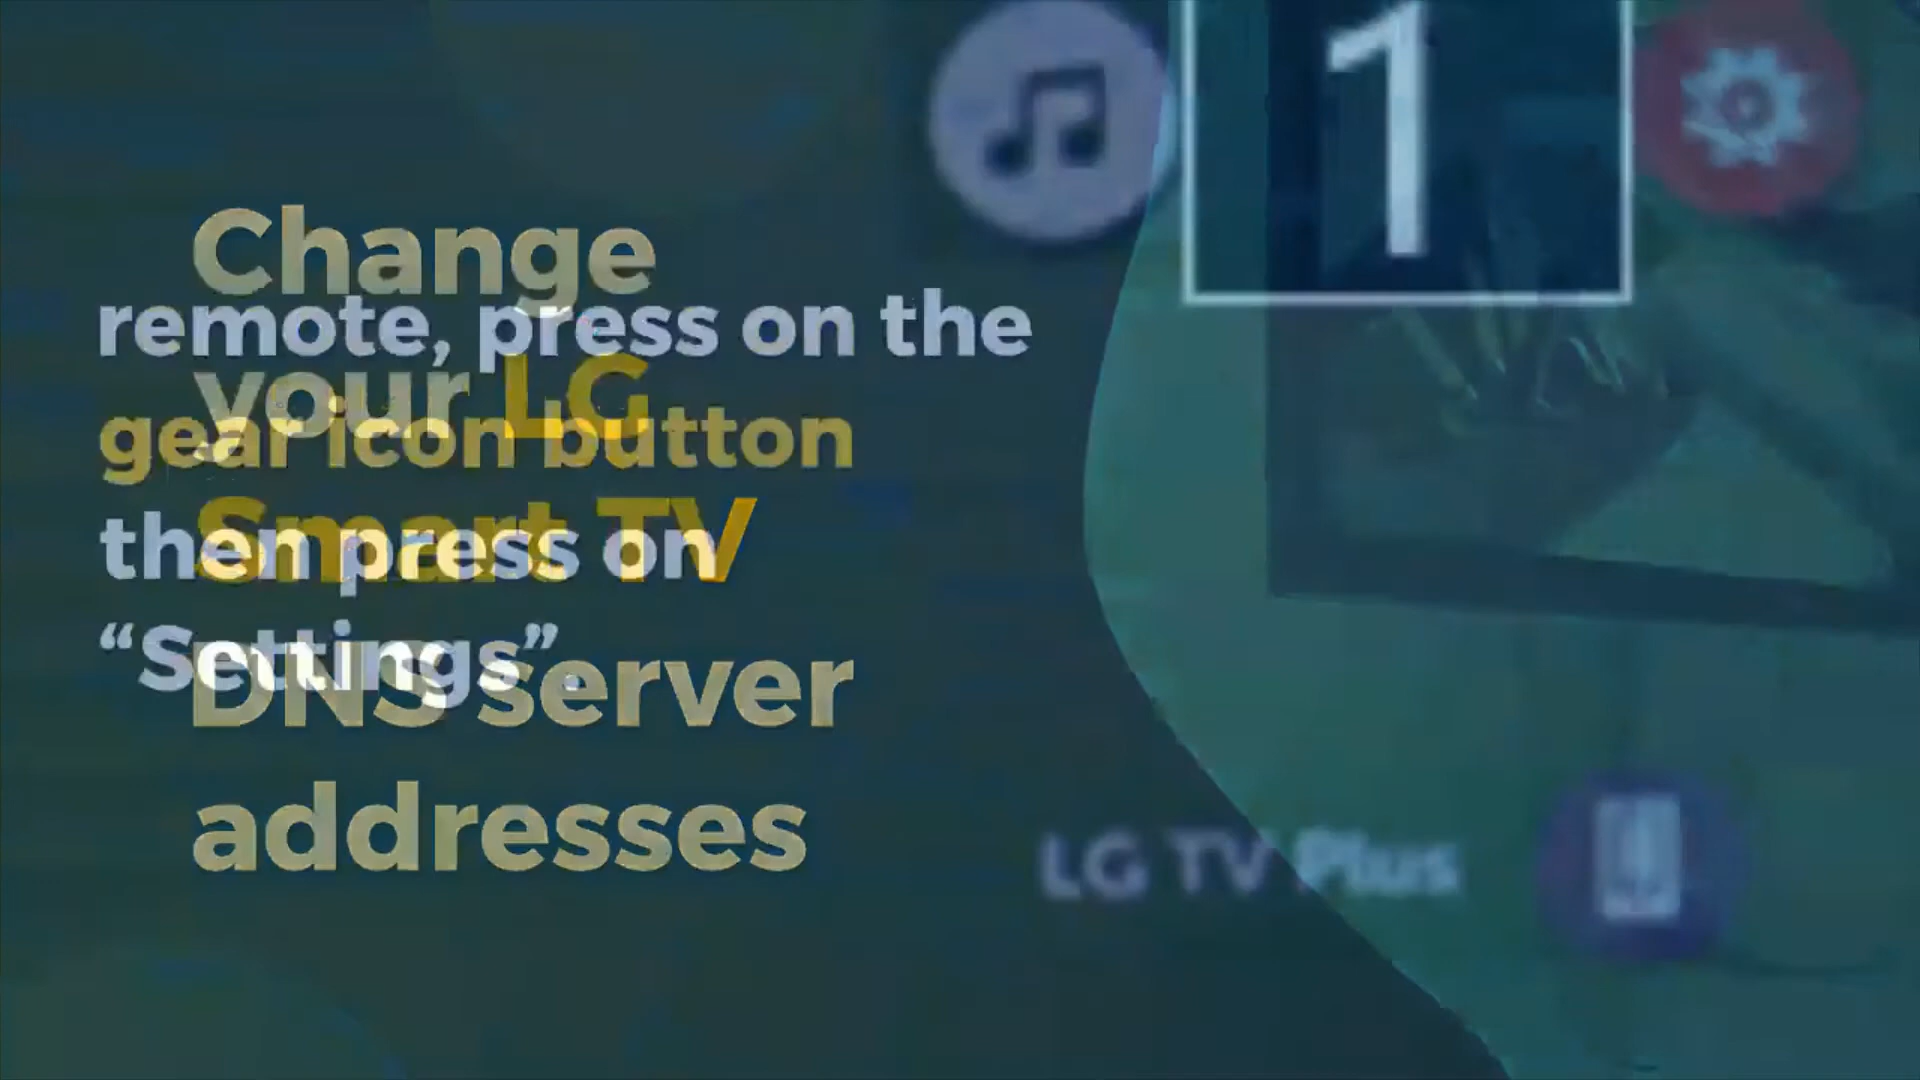 Change
your LG
Smart TV
DNS server
addresses
remote, press on the
gear icon button
then press on
“Settings”.
1
LG TV Plus